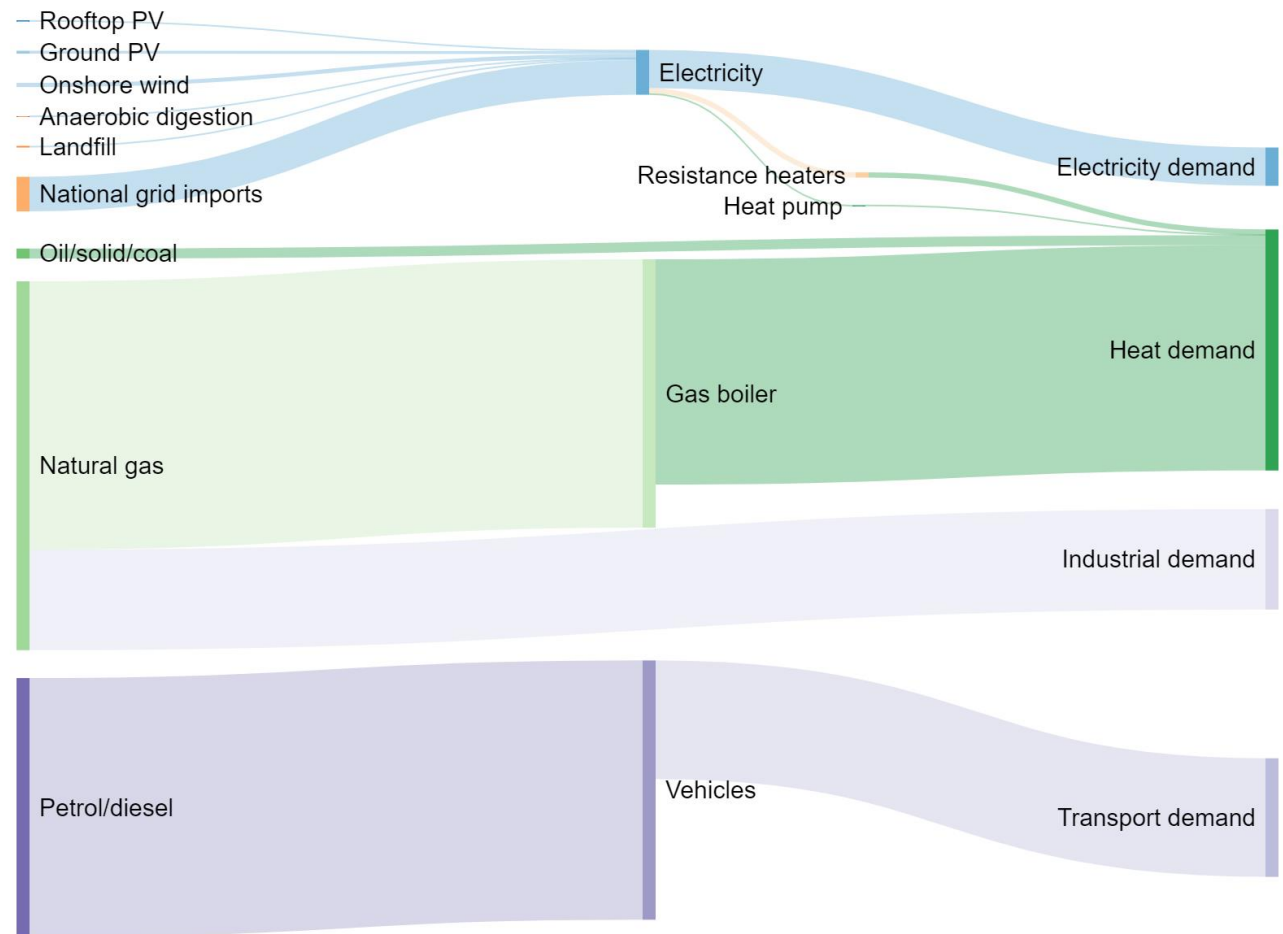 Rooftop PV
Ground PV
Onshore wind
Anaerobic digestion
Landfill
National grid imports
Oil/solid/coal
Natural gas
Petrol/diesel
Electricity
Resistance heaters
Heat pump
Gas boiler
Vehicles
Electricity demand
Heat demand
Industrial demand
Transport demand